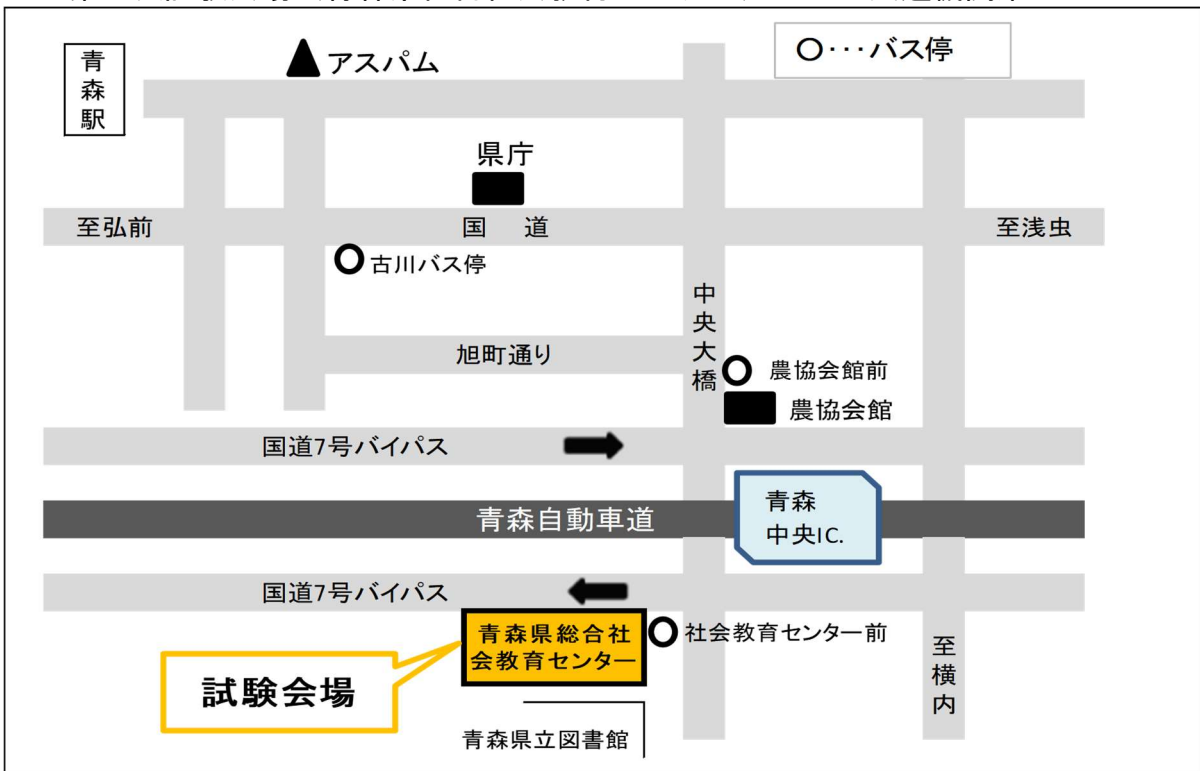 青森駅
アスパム
○･･･バス停
県庁
至弘前
国 道
至浅虫
古川バス停
中央大橋
旭町通り
農協会館前
農協会館
国道7号バイパス
青森自動車道
青森
中央IC.
国道7号バイパス
青森県総合社
会教育センター
社会教育センター前
至横内
試験会場
青森県立図書館